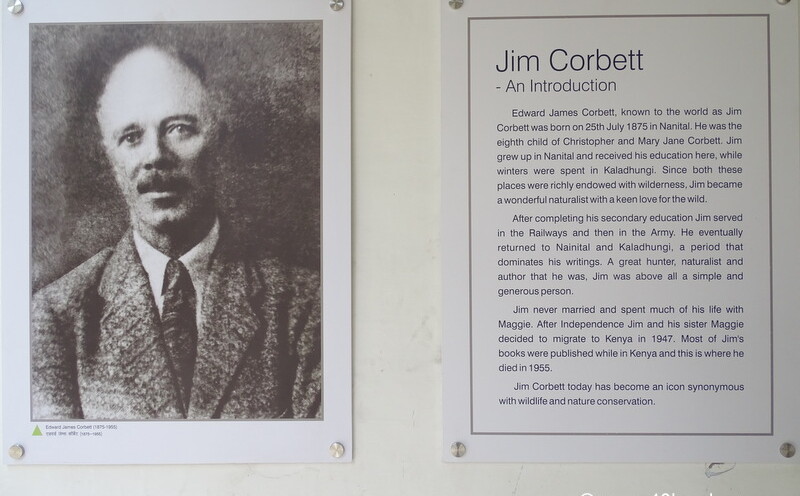 Jim Corbett
- An Introduction
Edward James Corbett, known to the world as Jim
Corbett was born on 25th July 1875 in Nanital. He was the
eighth child of Christopher and Mary Jane Corbett. Jim
grew up in Nanital and received his education here, while
winters were spent in Kaladhungi. Since both these
places were richly endowed with wilderness, Jim became
a wonderful naturalist with a keen love for the wild.
After completing his secondary education Jim served
in the Railways and then in the Army. He eventually
returned to Nainital and Kaladhungi, a period that
dominates his writings. A great hunter, naturalist and
author that he was, Jim was above all a simple and
generous person.
Jim never married and spent much of his life with
Maggie. After Independence Jim and his sister Maggie
decided to migrate to Kenya in 1947. Most of Jim's
books were published while in Kenya and this is where he
died in 1955.
Jim Corbett today has become an icon synonymous
with wildlife and nature conservation.
Edward James Corbett (1875-1955)
एडवर्ड जेम्स कॉर्बेट (1875-1955)